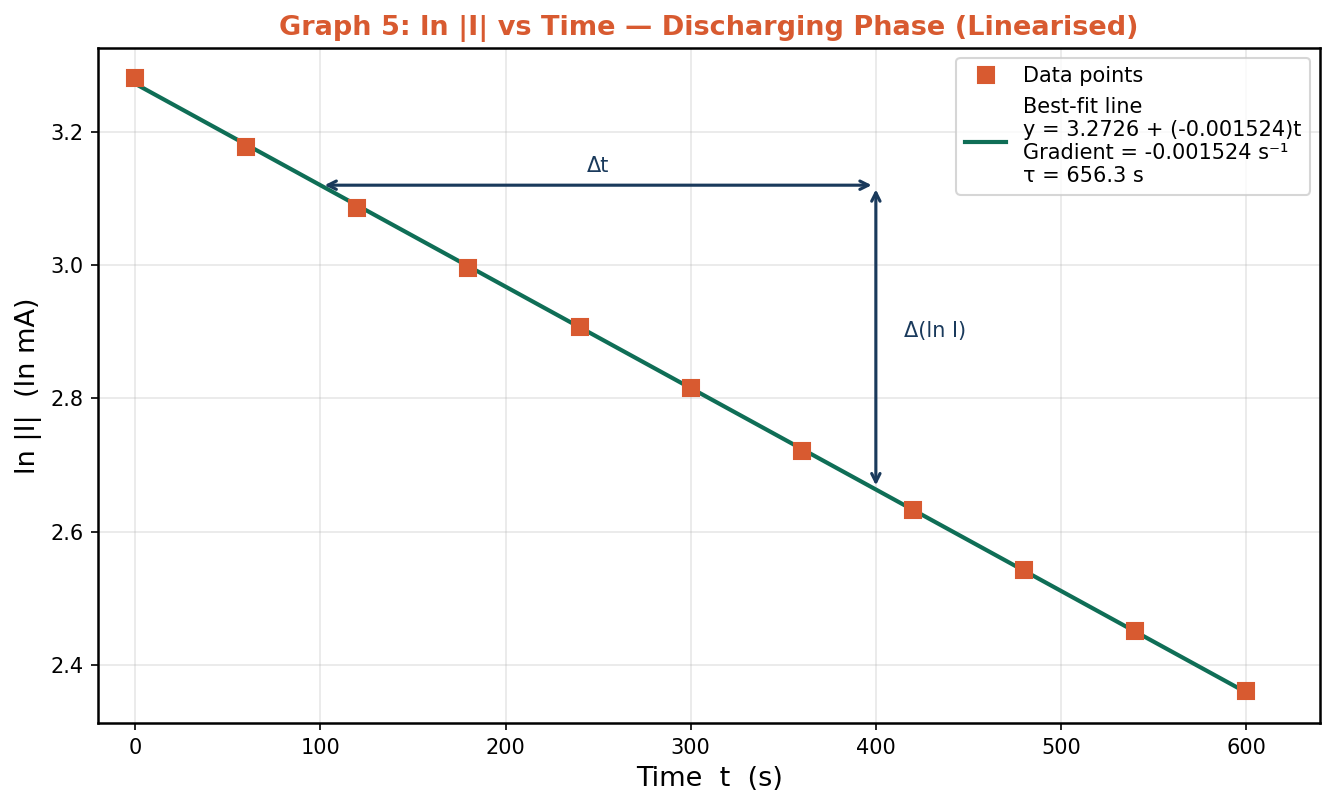 Graph 5: ln |I| vs Time — Discharging Phase (Linearised)
Data points
Best-fit line
y = 3.2726 + (-0.001524)t
Gradient = -0.001524 s⁻¹
τ = 656.3 s
Δt
Δ(ln I)
ln |I|  (ln mA)
3.2
3.0
2.8
2.6
2.4
0 100 200 300 400 500 600
Time  t  (s)